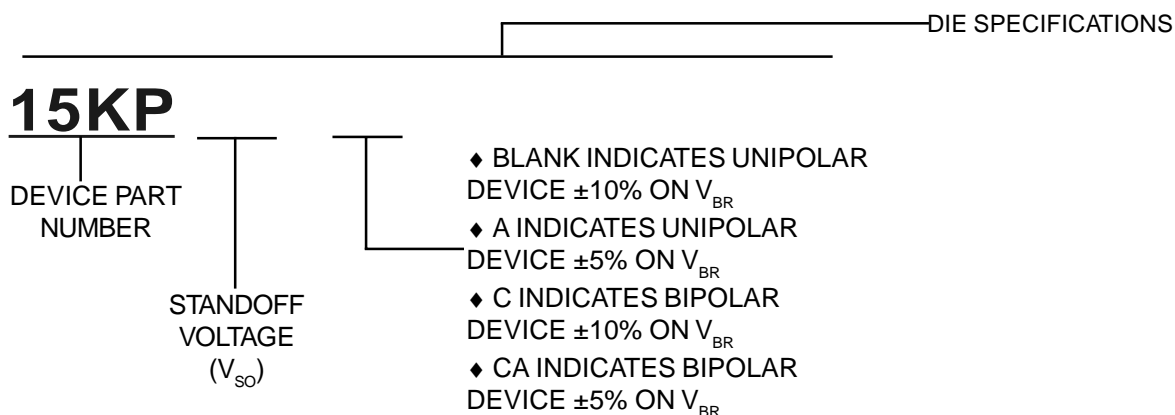 DIE SPECIFICATIONS
15KP
DEVICE PART
NUMBER
STANDOFF
VOLTAGE
(VSO)
♦ BLANK INDICATES UNIPOLAR
DEVICE ±10% ON VBR
♦ A INDICATES UNIPOLAR
DEVICE ±5% ON VBR
♦ C INDICATES BIPOLAR
DEVICE ±10% ON VBR
♦ CA INDICATES BIPOLAR
DEVICE ±5% ON VBR